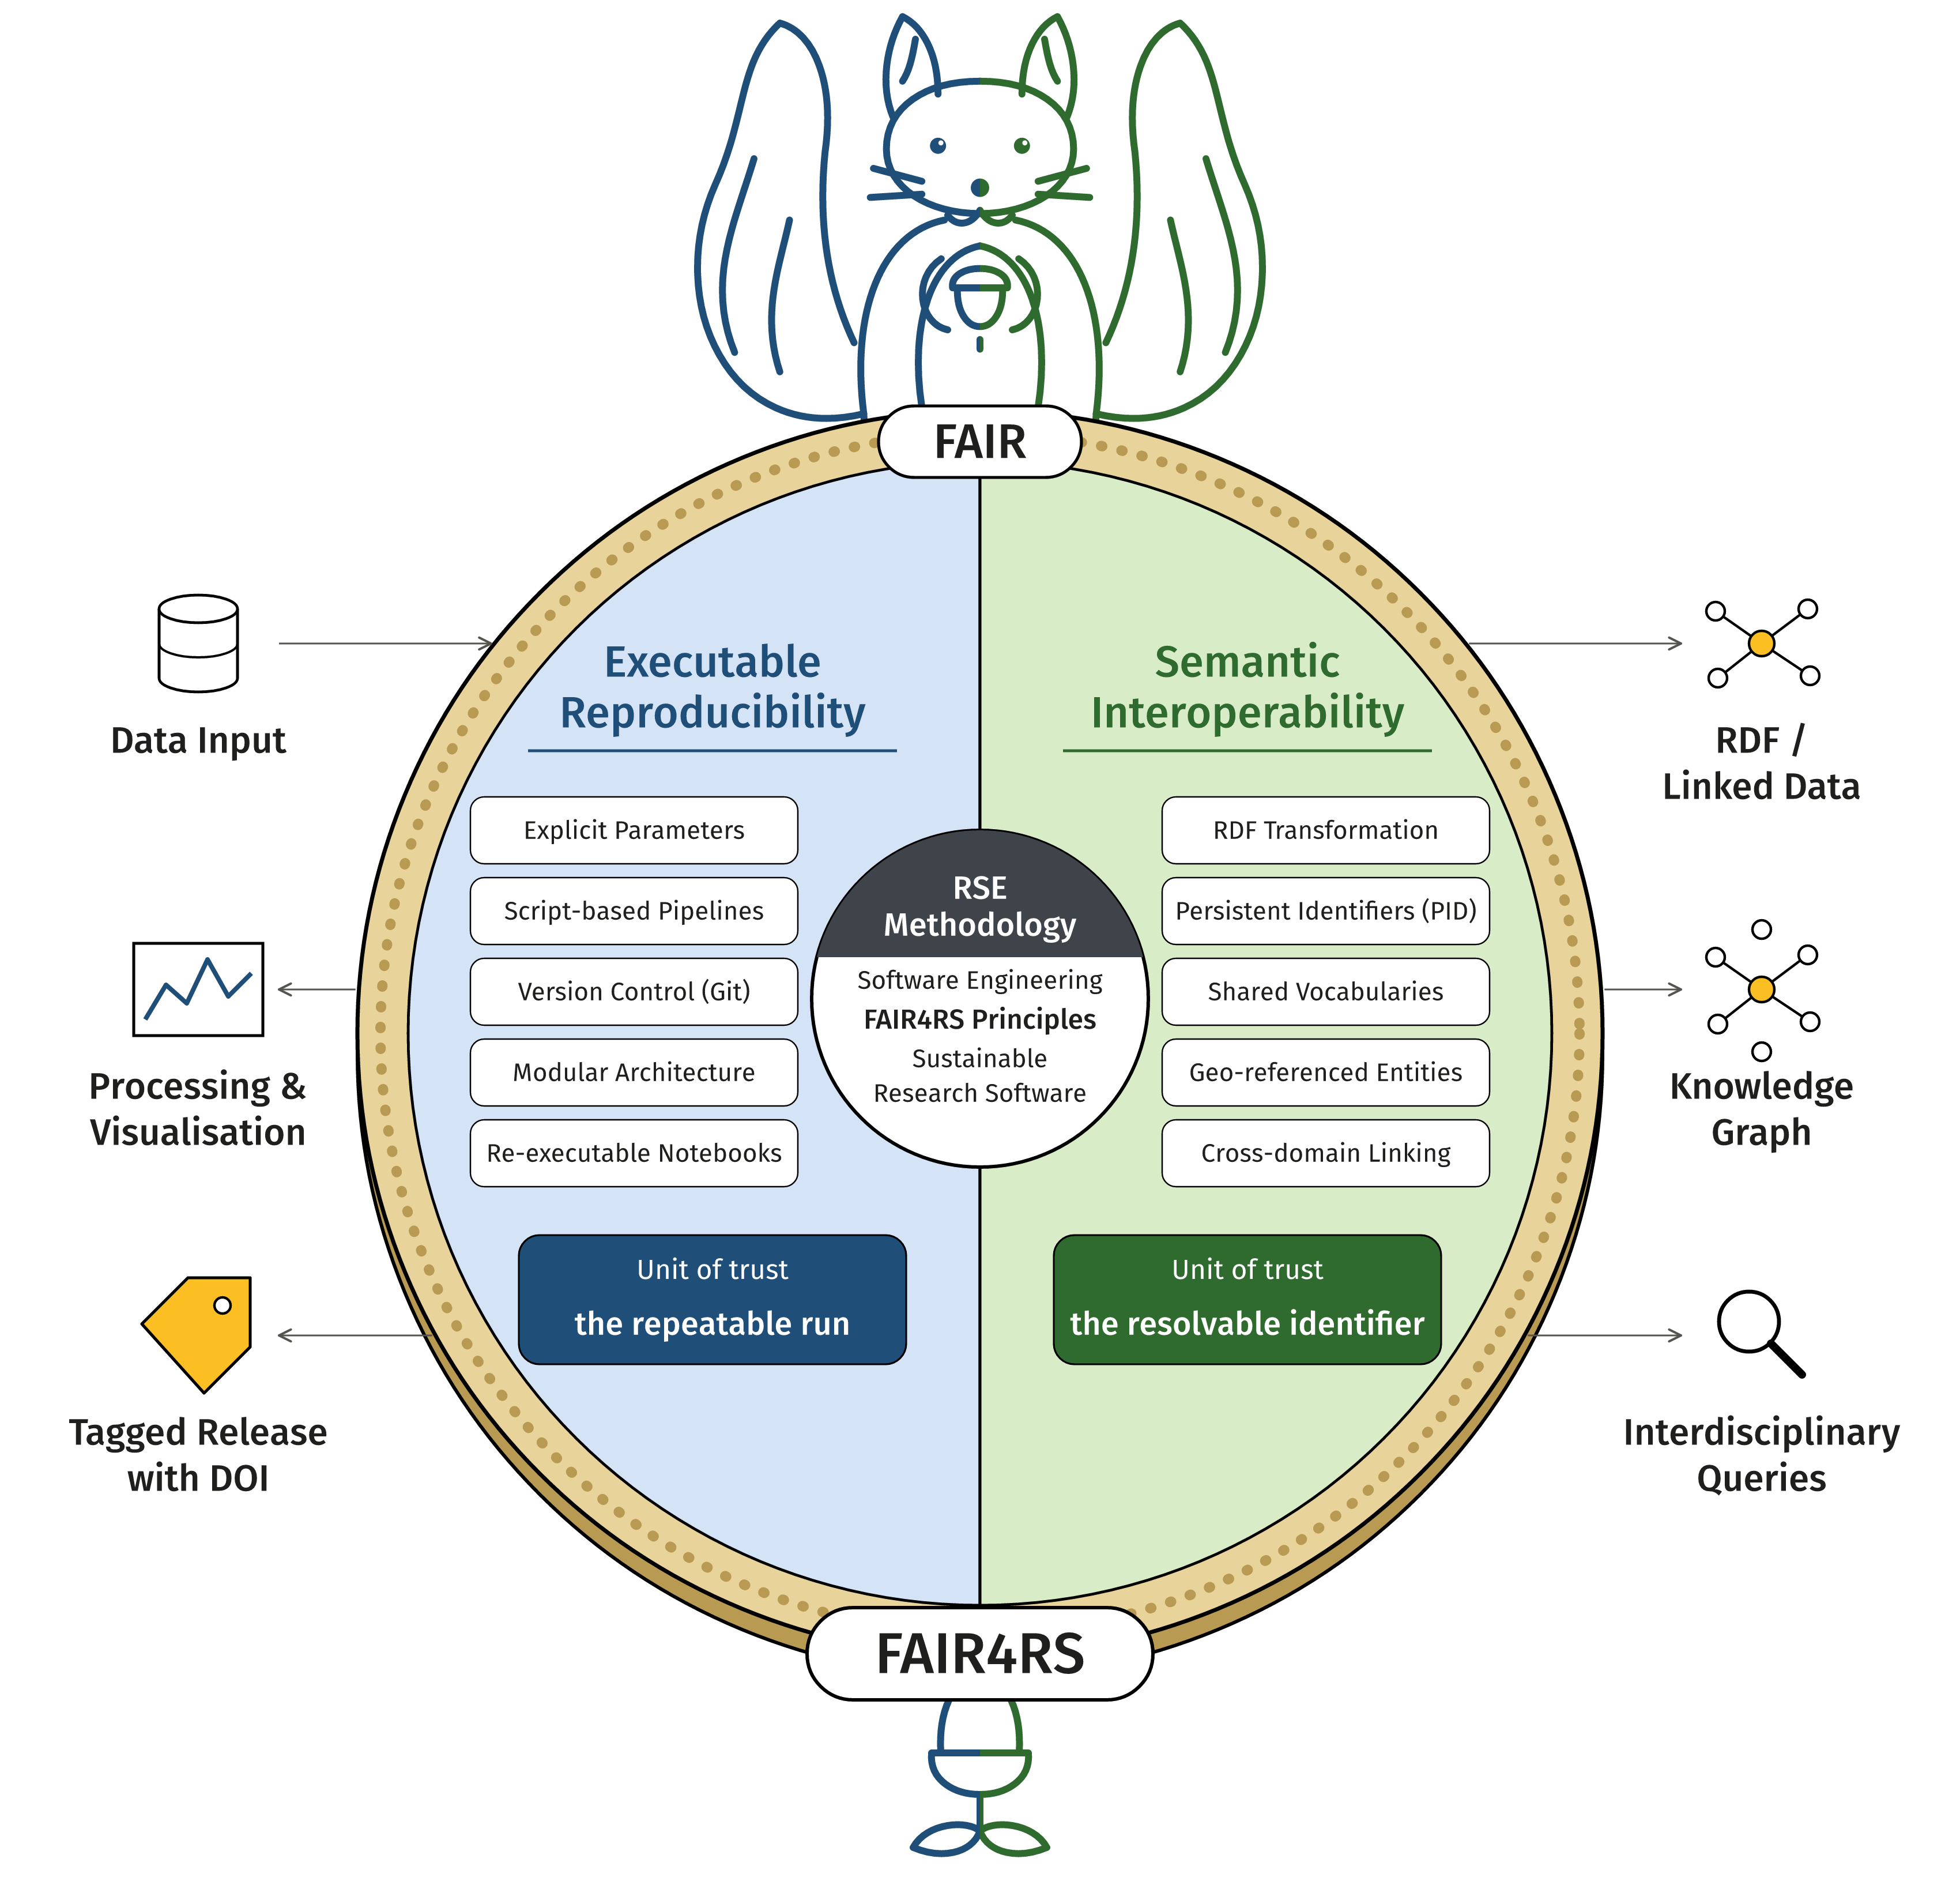 FAIR
Executable
Reproducibility
Explicit Parameters
Script-based Pipelines
Version Control (Git)
Modular Architecture
Re-executable Notebooks
Unit of trust
the repeatable run
Semantic
Interoperability
RDF Transformation
Persistent Identifiers (PID)
Shared Vocabularies
Geo-referenced Entities
Cross-domain Linking
Unit of trust
the resolvable identifier
RSE
Methodology
Software Engineering
FAIR4RS Principles
Sustainable
Research Software
Data Input
Processing &
Visualisation
Tagged Release
with DOI
RDF /
Linked Data
Knowledge
Graph
Interdisciplinary
Queries
FAIR4RS